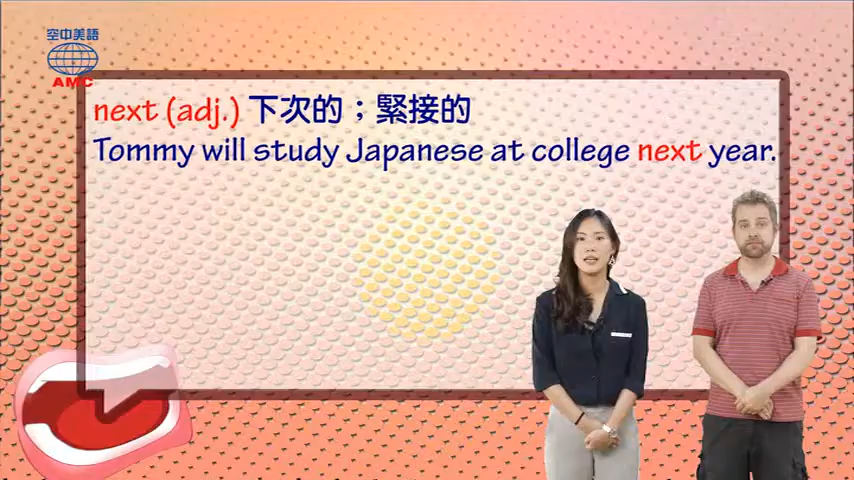 空中美語
AMC
next (adj.) 下次的；緊接的
Tommy will study Japanese at college next year.